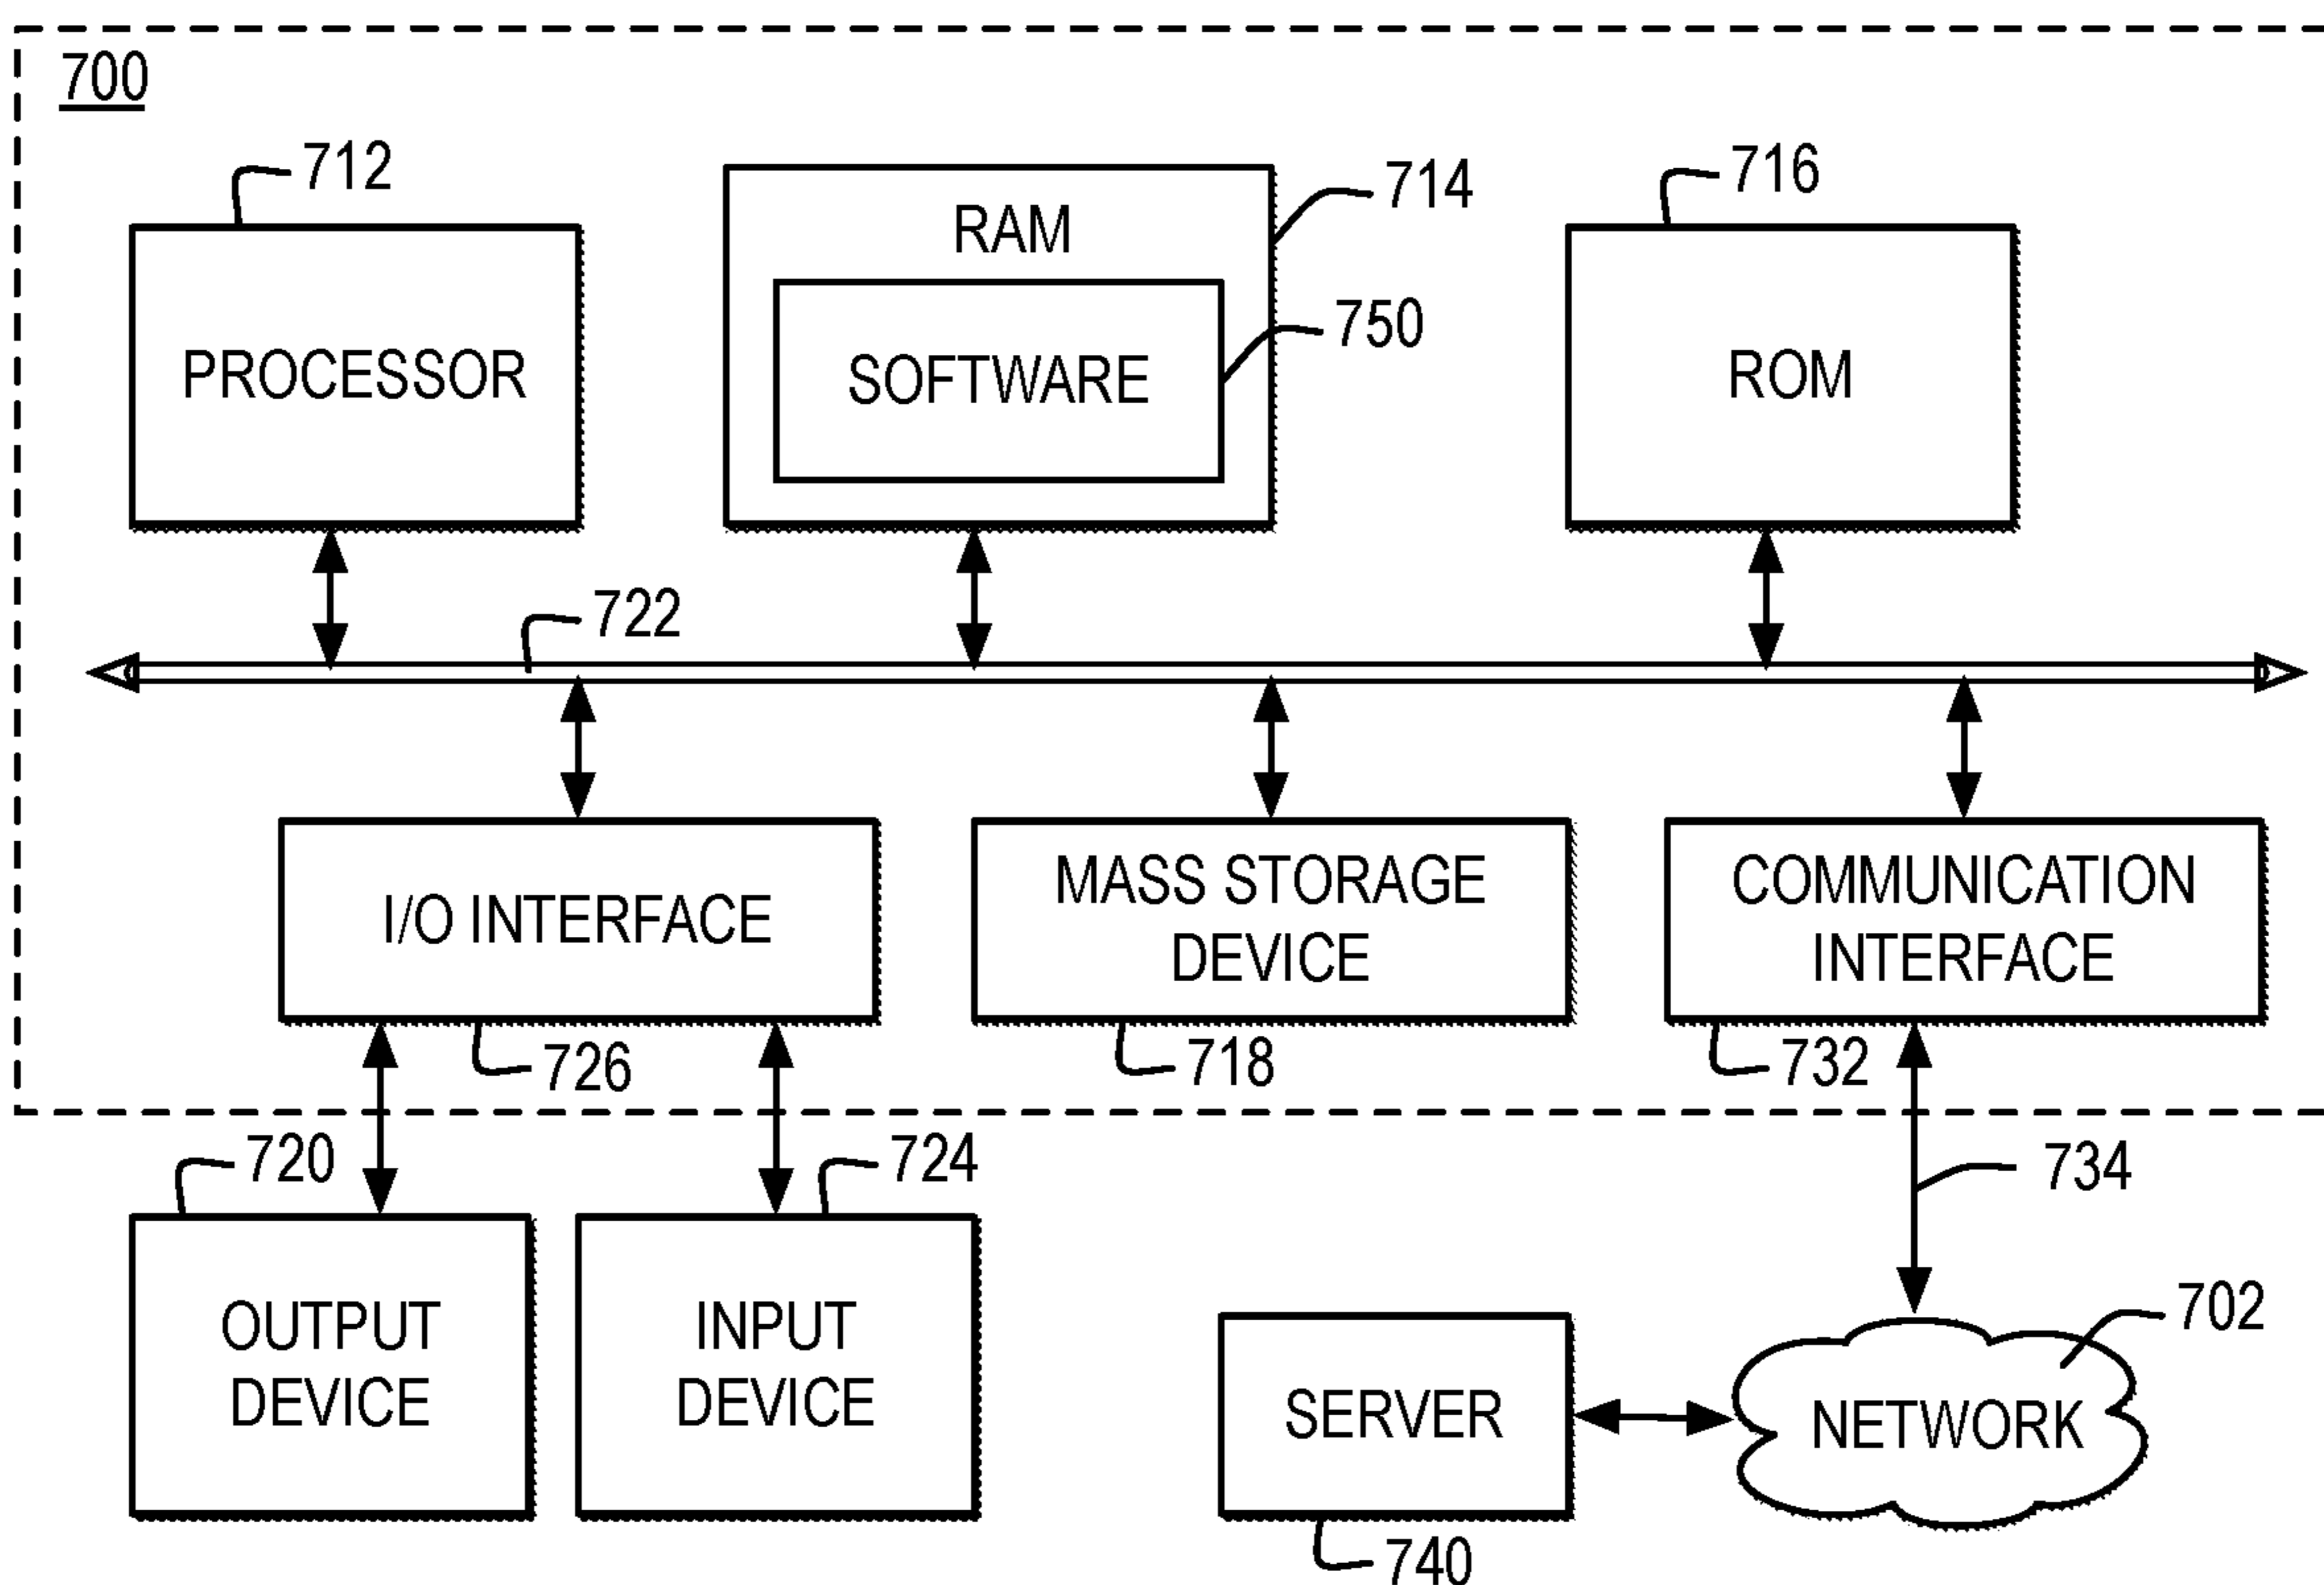 700
712
714
716
RAM
750
PROCESSOR
SOFTWARE
ROM
722
I/O INTERFACE
MASS STORAGE
DEVICE
COMMUNICATION
INTERFACE
726
718
732
720
724
734
OUTPUT
DEVICE
INPUT
DEVICE
SERVER
702
NETWORK
740